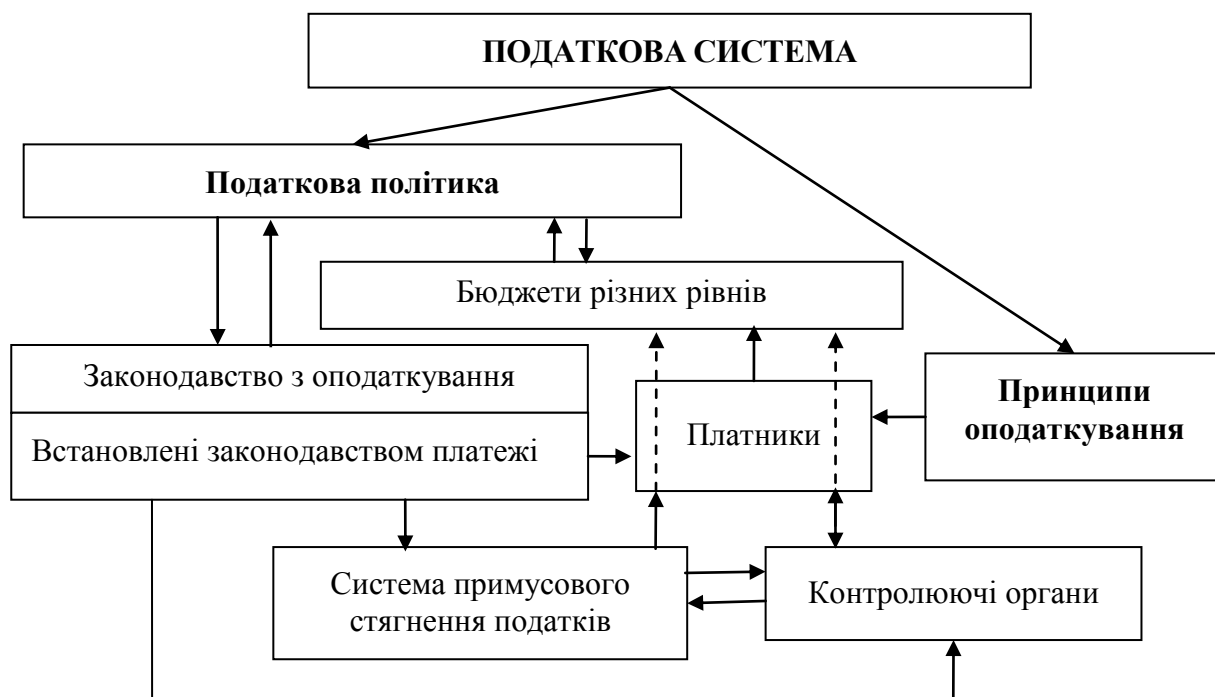 ПОДАТКОВА СИСТЕМА
Податкова політика
Бюджети різних рівнів
Законодавство з оподаткування
Встановлені законодавством платежі
Платники
Принципи
оподаткування
Система примусового
стягнення податків
Контролюючі органи